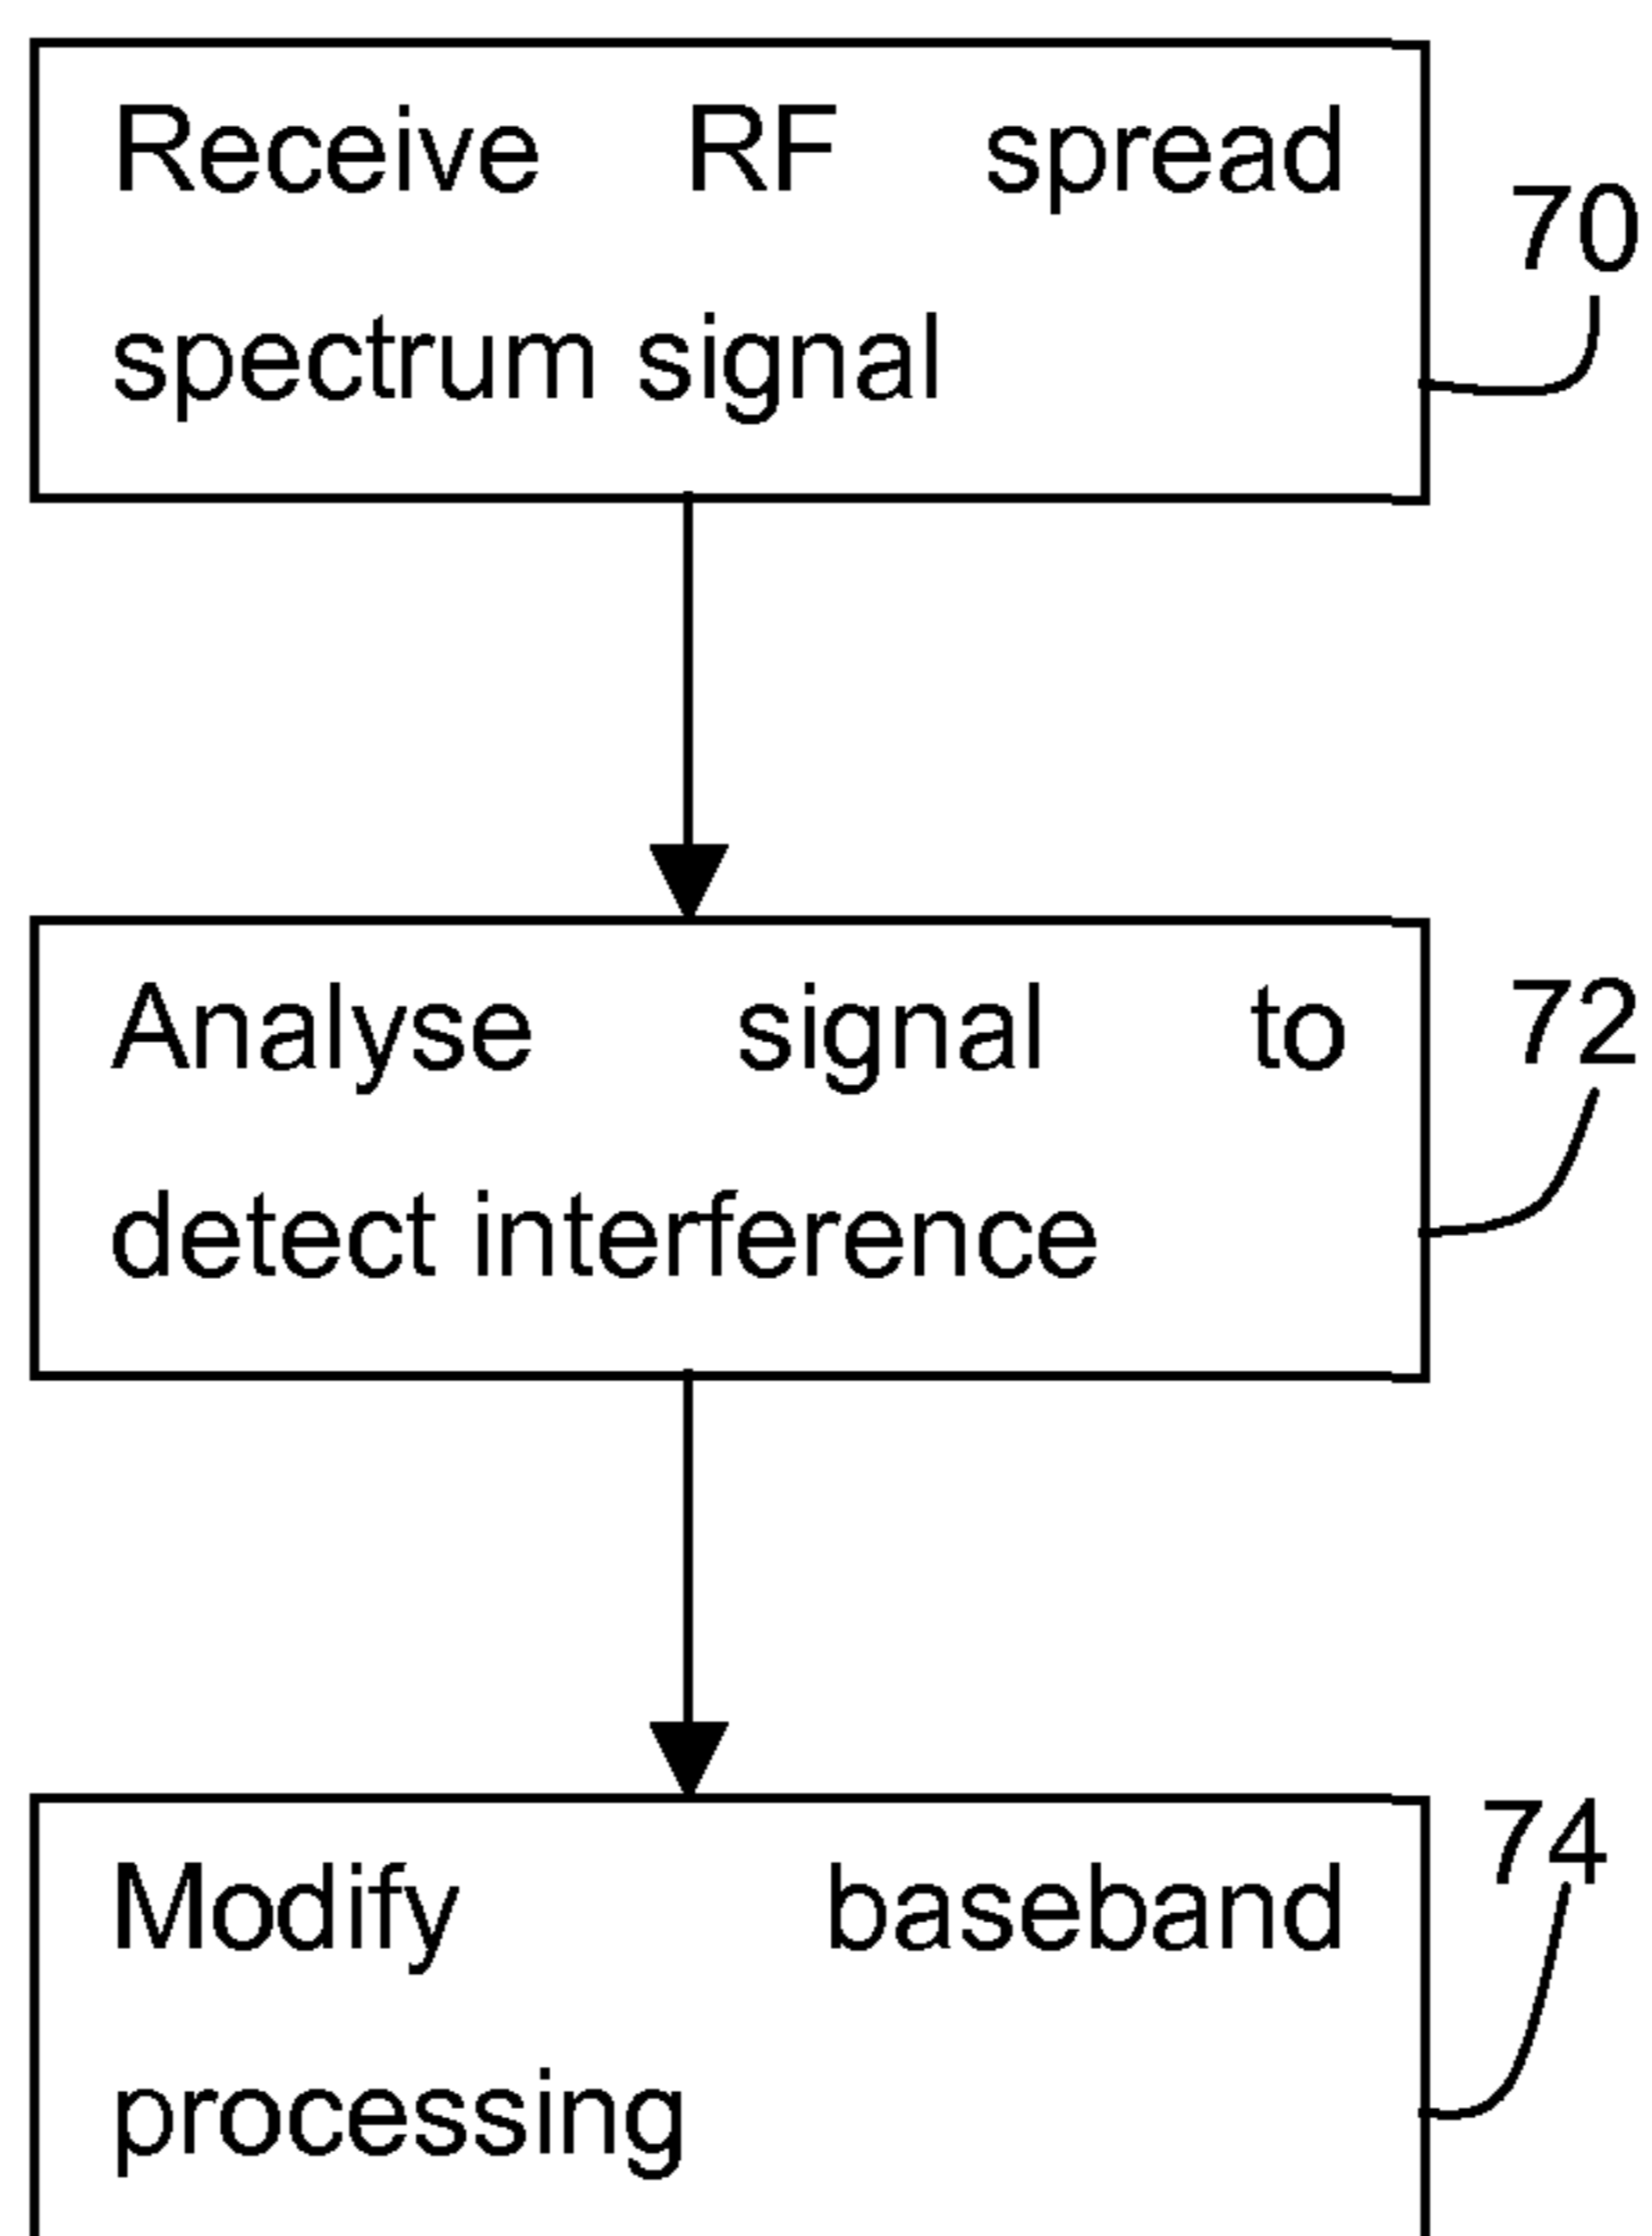 Receive RF spread
70
spectrum signal
Analyse signal to
72
detect interference
Modify baseband
74
processing